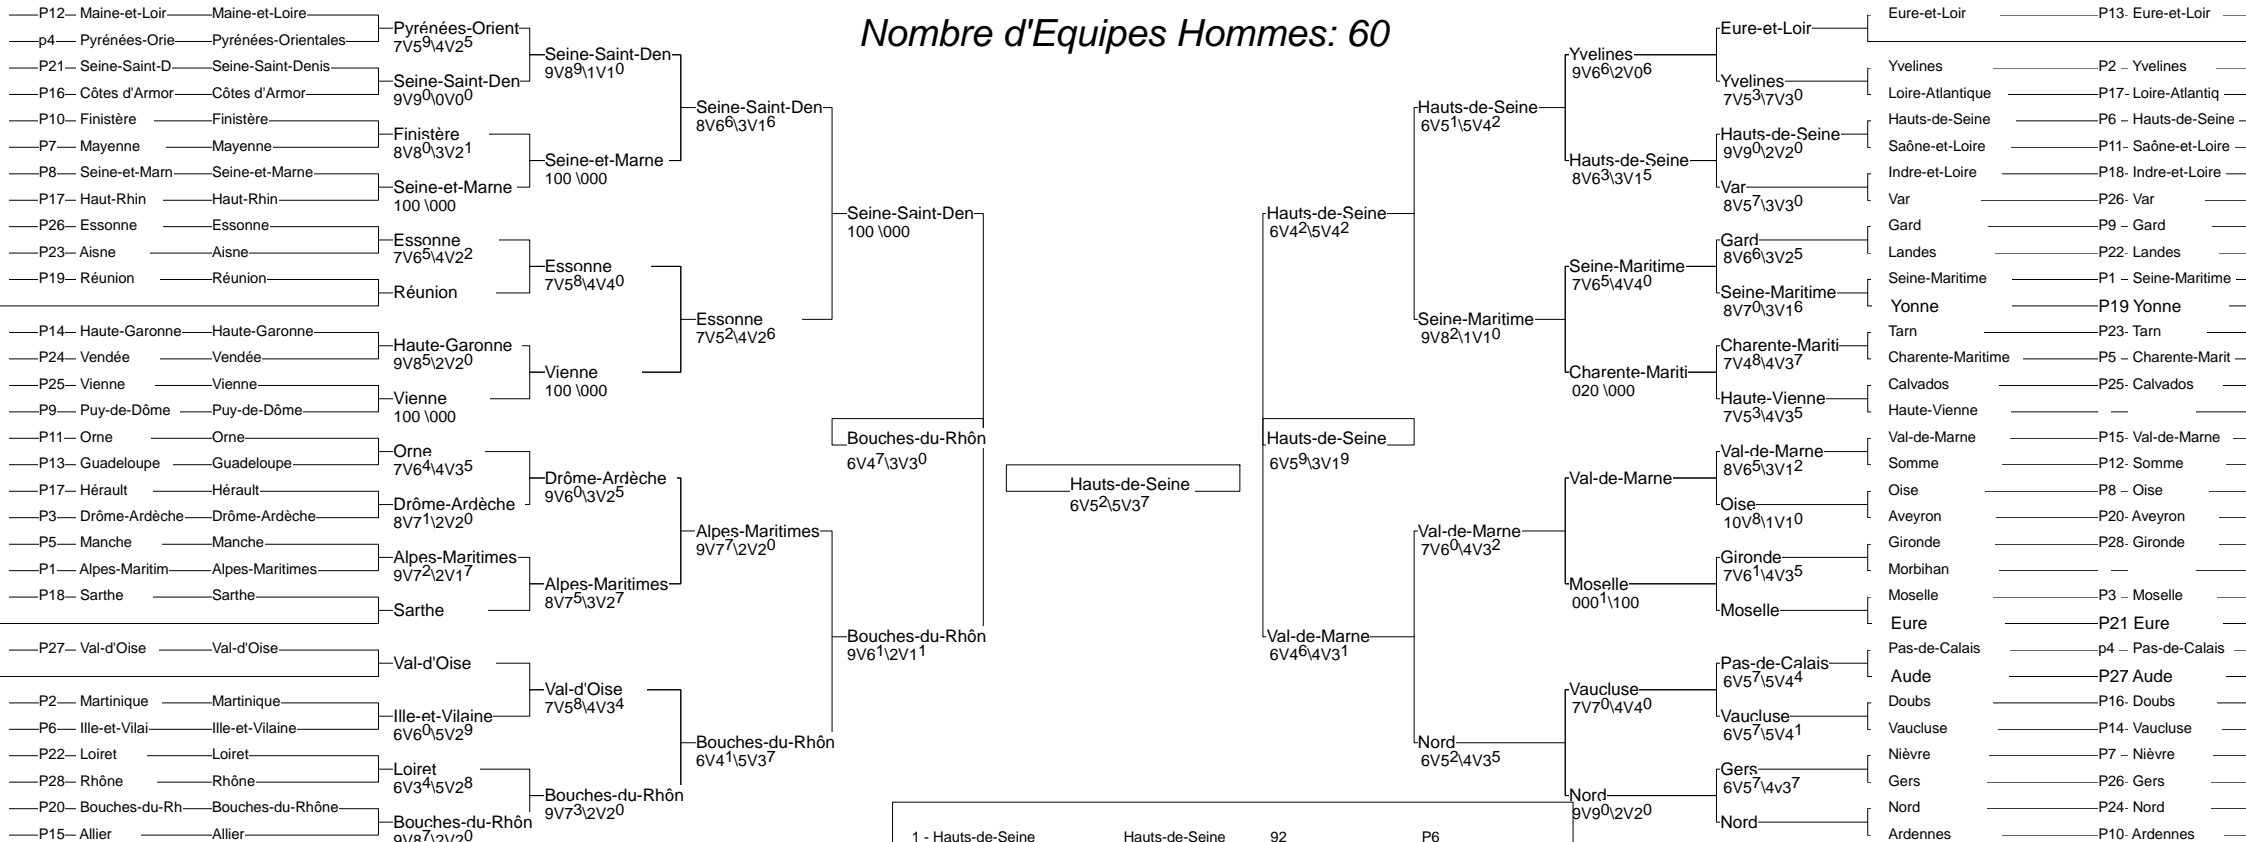 Nombre d'Equipes Hommes: 60
P12 Maine-et-Loir Maine-et-Loire
p4 Pyrénées-Orie Pyrénées-Orientales
P21 Seine-Saint-D Seine-Saint-Denis
P16 Côtes d'Armor Côtes d'Armor
P10 Finistère Finistère
P7 Mayenne Mayenne
P8 Seine-et-Marn Seine-et-Marne
P17 Haut-Rhin Haut-Rhin
P26 Essonne Essonne
P23 Aisne Aisne
P19 Réunion Réunion
P14 Haute-Garonne Haute-Garonne
P24 Vendée Vendée
P25 Vienne Vienne
P9 Puy-de-Dôme Puy-de-Dôme
P11 Orne Orne
P13 Guadeloupe Guadeloupe
P17 Hérault Hérault
P3 Drôme-Ardèche Drôme-Ardèche
P5 Manche Manche
P1 Alpes-Maritim Alpes-Maritimes
P18 Sarthe Sarthe
P27 Val-d'Oise Val-d'Oise
P2 Martinique Martinique
P6 Ille-et-Vilai Ille-et-Vilaine
P22 Loiret Loiret
P28 Rhône Rhône
P20 Bouches-du-Rh Bouches-du-Rhône
P15 Allier Allier
Pyrénées-Orient
7V59\4V25
Seine-Saint-Den
9V90\0V00
Finistère
8V80\3V21
Seine-et-Marne
100 \000
Essonne
7V65\4V22
Réunion
Haute-Garonne
9V85\2V20
Vienne
100 \000
Orne
7V64\4V35
Drôme-Ardèche
8V71\2V20
Alpes-Maritimes
9V72\2V17
Sarthe
Val-d'Oise
Ille-et-Vilaine
6V60\5V29
Loiret
6V34\5V28
Bouches-du-Rhôn
9V87\2V20
Seine-Saint-Den
9V89\1V10
Seine-et-Marne
100 \000
Essonne
7V58\4V40
Vienne
100 \000
Drôme-Ardèche
9V60\3V25
Alpes-Maritimes
8V75\3V27
Val-d'Oise
7V58\4V34
Bouches-du-Rhôn
9V73\2V20
Seine-Saint-Den
8V66\3V16
Essonne
7V52\4V26
Alpes-Maritimes
9V77\2V20
Bouches-du-Rhôn
6V41\5V37
Seine-Saint-Den
100 \000
Bouches-du-Rhôn
6V47\3V30
Bouches-du-Rhôn
9V61\2V11
Hauts-de-Seine
6V52\5V37
Hauts-de-Seine
6V42\5V42
Hauts-de-Seine
6V59\3V19
Val-de-Marne
6V46\4V31
Hauts-de-Seine
6V51\5V42
Seine-Maritime
9V82\1V10
Val-de-Marne
7V60\4V32
Nord
6V52\4V35
Yvelines
9V66\2V06
Hauts-de-Seine
8V63\3V15
Seine-Maritime
7V65\4V40
Charente-Mariti
020 \000
Val-de-Marne
Moselle
0001\100
Vaucluse
7V70\4V40
Nord
9V90\2V20
Eure-et-Loir
Yvelines
7V53\7V30
Hauts-de-Seine
9V90\2V20
Var
8V57\3V30
Gard
8V66\3V25
Seine-Maritime
8V70\3V16
Charente-Mariti
7V48\4V37
Haute-Vienne
7V53\4V35
Val-de-Marne
8V65\3V12
Oise
10V8\1V10
Gironde
7V61\4V35
Moselle
Pas-de-Calais
6V57\5V44
Vaucluse
6V57\5V41
Gers
6V57\4v37
Nord
Eure-et-Loir P13- Eure-et-Loir
Yvelines P2 - Yvelines
Loire-Atlantique P17- Loire-Atlantiq
Hauts-de-Seine P6 - Hauts-de-Seine
Saône-et-Loire P11- Saône-et-Loire
Indre-et-Loire P18- Indre-et-Loire
Var P26- Var
Gard P9 - Gard
Landes P22- Landes
Seine-Maritime P1 - Seine-Maritime
Yonne P19 Yonne
Tarn P23- Tarn
Charente-Maritime P5 - Charente-Marit
Calvados P25- Calvados
Haute-Vienne
Val-de-Marne P15- Val-de-Marne
Somme P12- Somme
Oise P8 - Oise
Aveyron P20- Aveyron
Gironde P28- Gironde
Morbihan
Moselle P3 - Moselle
Eure P21 Eure
Pas-de-Calais p4 - Pas-de-Calais
Aude P27 Aude
Doubs P16- Doubs
Vaucluse P14- Vaucluse
Nièvre P7 - Nièvre
Gers P26- Gers
Nord P24- Nord
Ardennes P10- Ardennes
1 - Hauts-de-Seine Hauts-de-Seine 92 P6